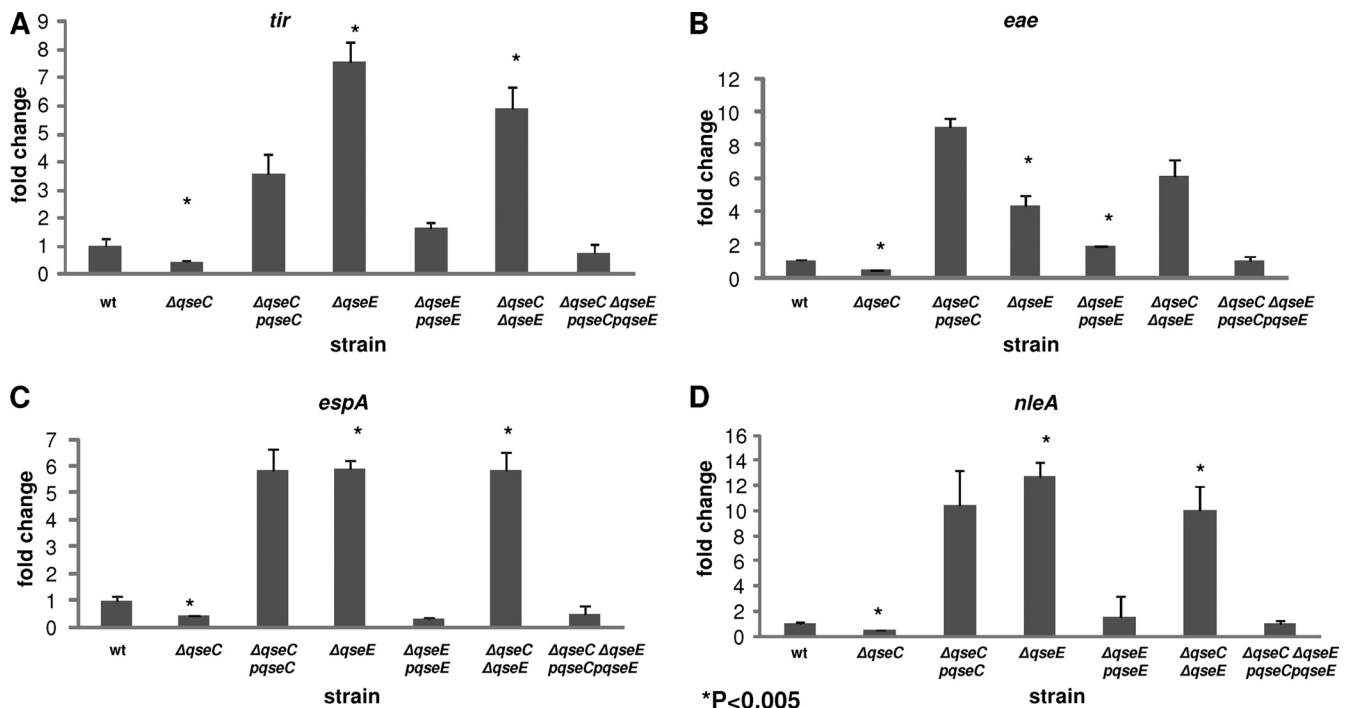 A
tir
fold change
9
8
7
6
5
4
3
2
1
0
*
*
*
wt
ΔqseC
ΔqseC
pqseC
ΔqseE
ΔqseE
pqseE
ΔqseC
ΔqseE
ΔqseC ΔqseE
pqseCpqseE
strain
B
eae
fold change
12
10
8
6
4
2
0
*
*
*
wt
ΔqseC
ΔqseC
pqseC
ΔqseE
ΔqseE
pqseE
ΔqseC
ΔqseE
ΔqseC ΔqseE
pqseCpqseE
strain
C
espA
fold change
7
6
5
4
3
2
1
0
*
*
*
wt
ΔqseC
ΔqseC
pqseC
ΔqseE
ΔqseE
pqseE
ΔqseC
ΔqseE
ΔqseC ΔqseE
pqseCpqseE
strain
D
nleA
fold change
16
14
12
10
8
6
4
2
0
*
*
*
wt
ΔqseC
ΔqseC
pqseC
ΔqseE
ΔqseE
pqseE
ΔqseC
ΔqseE
ΔqseC ΔqseE
pqseCpqseE
*P<0.005
strain